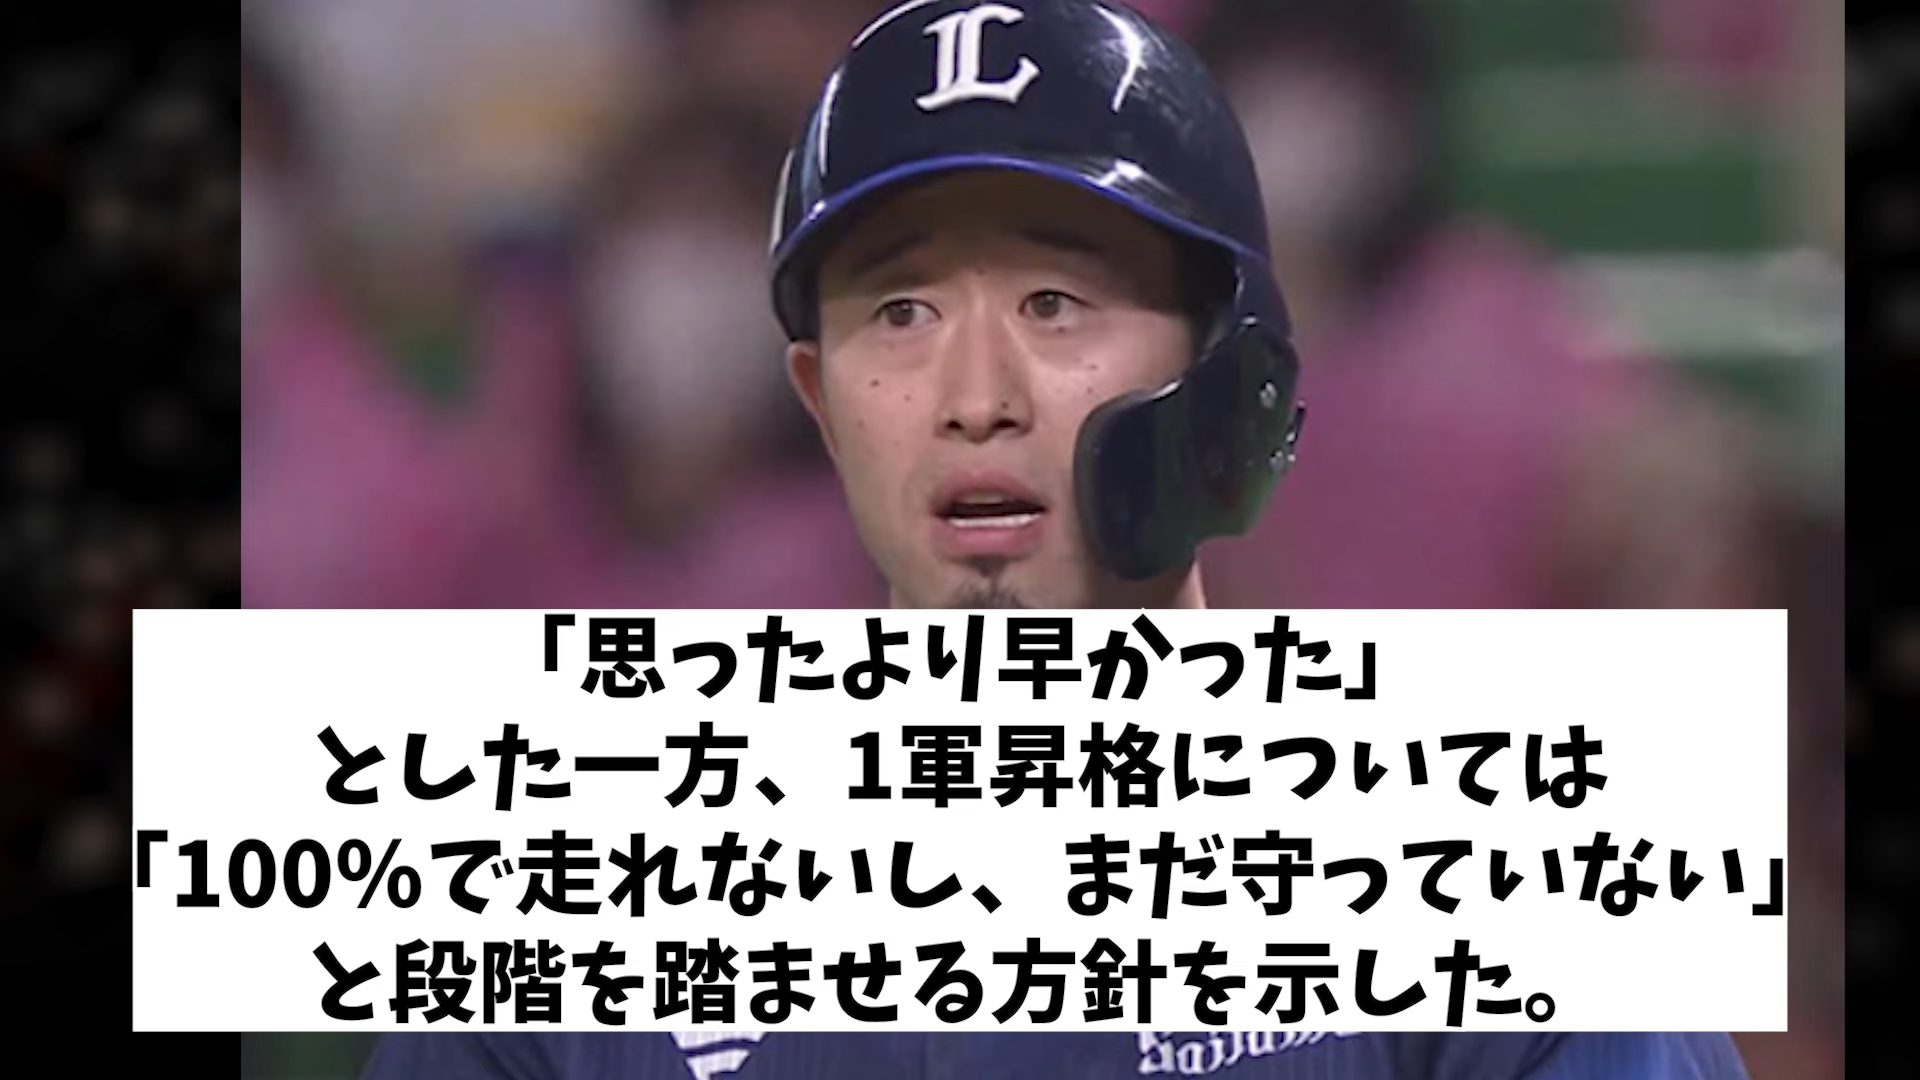 L
「思ったより早かった」
とした一方、1軍昇格については
「100%で走れないし、まだ守っていない」
と段階を踏ませる方針を示した。